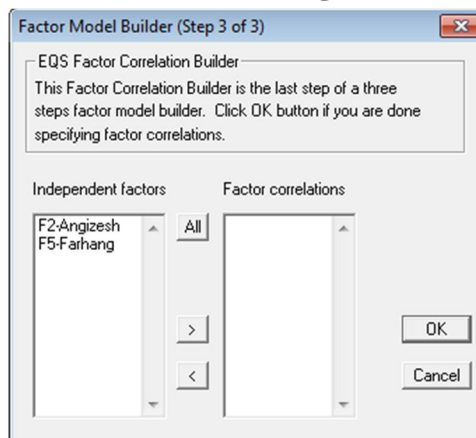 Factor Model Builder (Step 3 of 3)
EQS Factor Correlation Builder
This Factor Correlation Builder is the last step of a three
steps factor model builder. Click OK button if you are done
specifying factor correlations.
Independent factors
Factor correlations
F2-Angizesh
F5-Farhang
All
>
<
OK
Cancel